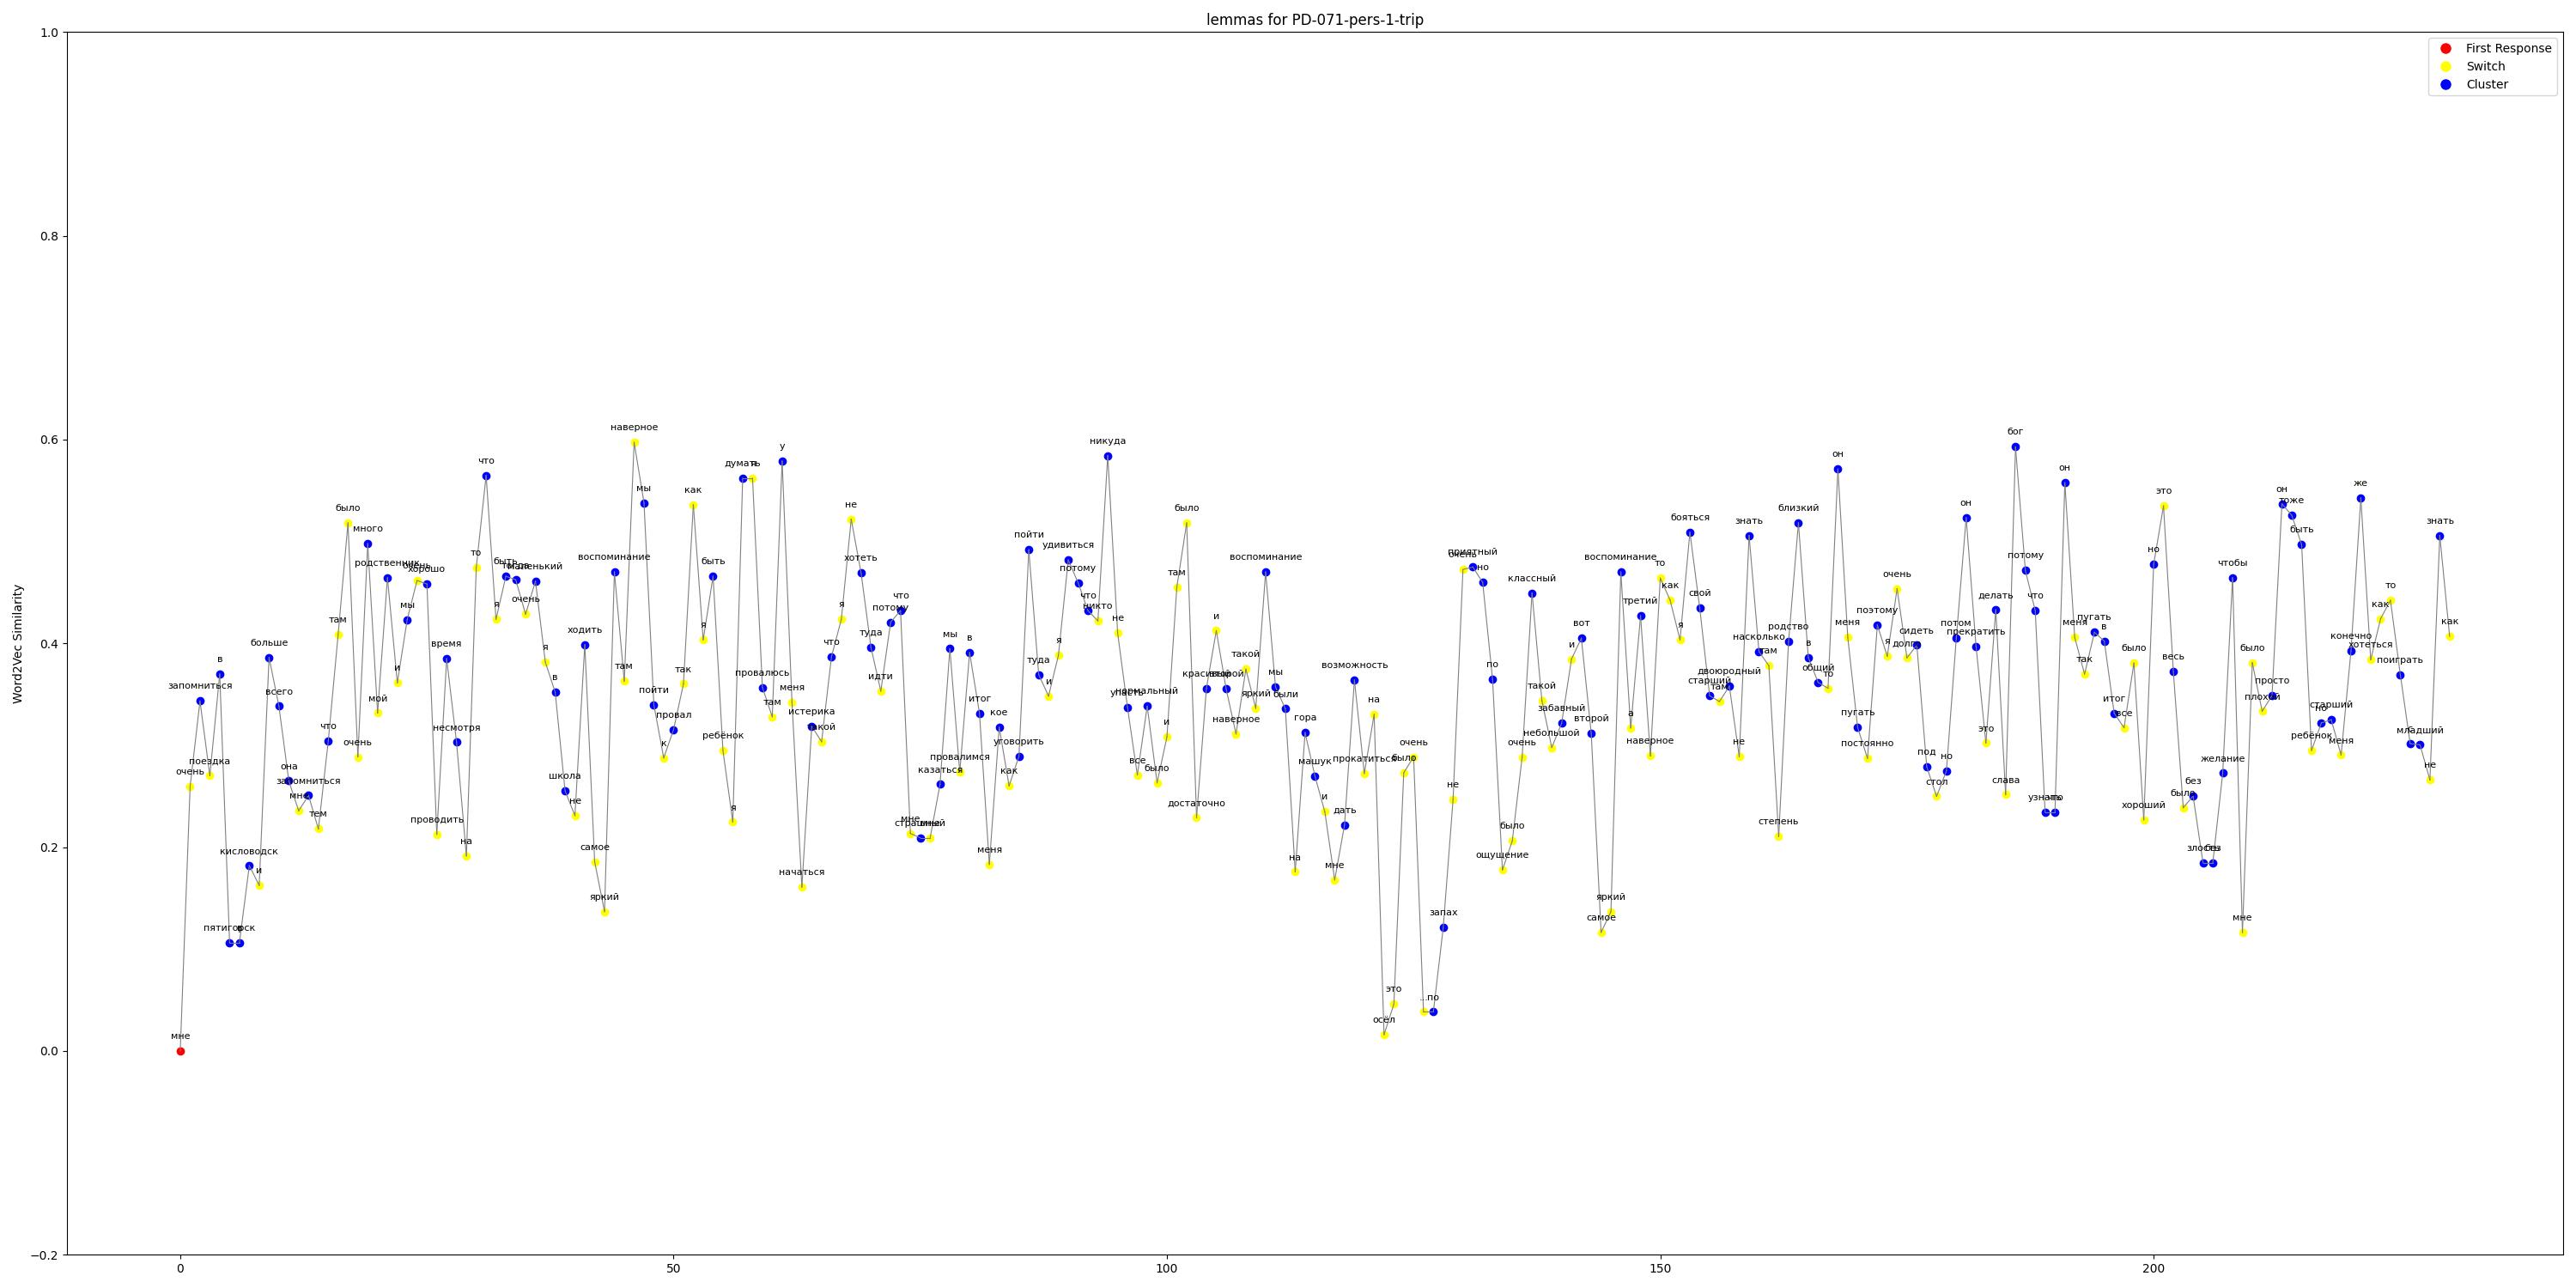 lemmas for PD-071-pers-1-trip
First Response
Switch
Cluster
Word2Vec Similarity
1.0
0.8
0.6
0.4
0.2
0.0
−0.2
0
50
100
150
200
мне
очень
запомниться
поездка
в
пятигорск
кисловодск
и
больше
всего
она
мне
запомниться
тем
что
там
было
очень
много
мой
родственник
и
мы
очень
хорошо
проводить
время
несмотря
на
то
что
я
быть
очень
маленький
я
в
школа
не
ходить
самое
яркий
воспоминание
там
наверное
мы
пойти
к
провал
так
как
я
быть
ребёнок
я
думать
провалюсь
там
у
меня
начаться
истерика
такой
что
я
не
хотеть
туда
идти
потому
что
мне
страшный
казаться
мы
провалимся
в
итог
меня
кое
как
уговорить
пойти
туда
и
я
удивиться
потому
что
никто
никуда
не
упасть
все
нормальный
было
и
там
было
достаточно
красивый
и
второй
наверное
такой
яркий
воспоминание
мы
были
на
гора
машук
и
мне
дать
возможность
прокатиться
на
осёл
это
было
очень
...
по
запах
не
очень
приятный
но
по
ощущение
было
очень
классный
такой
небольшой
забавный
и
вот
второй
самое
яркий
воспоминание
а
третий
наверное
то
как
я
бояться
свой
старший
там
двоюродный
не
знать
насколько
там
степень
родство
близкий
в
общий
то
он
меня
пугать
постоянно
поэтому
я
очень
долго
сидеть
под
стол
но
потом
он
прекратить
это
делать
слава
бог
потому
что
узнать
что
он
меня
так
пугать
в
итог
все
было
хороший
но
это
весь
было
без
злость
без
желание
чтобы
мне
было
плохой
просто
он
тоже
быть
ребёнок
но
старший
меня
конечно
же
хотеться
как
то
поиграть
с
младший
не
знать
как